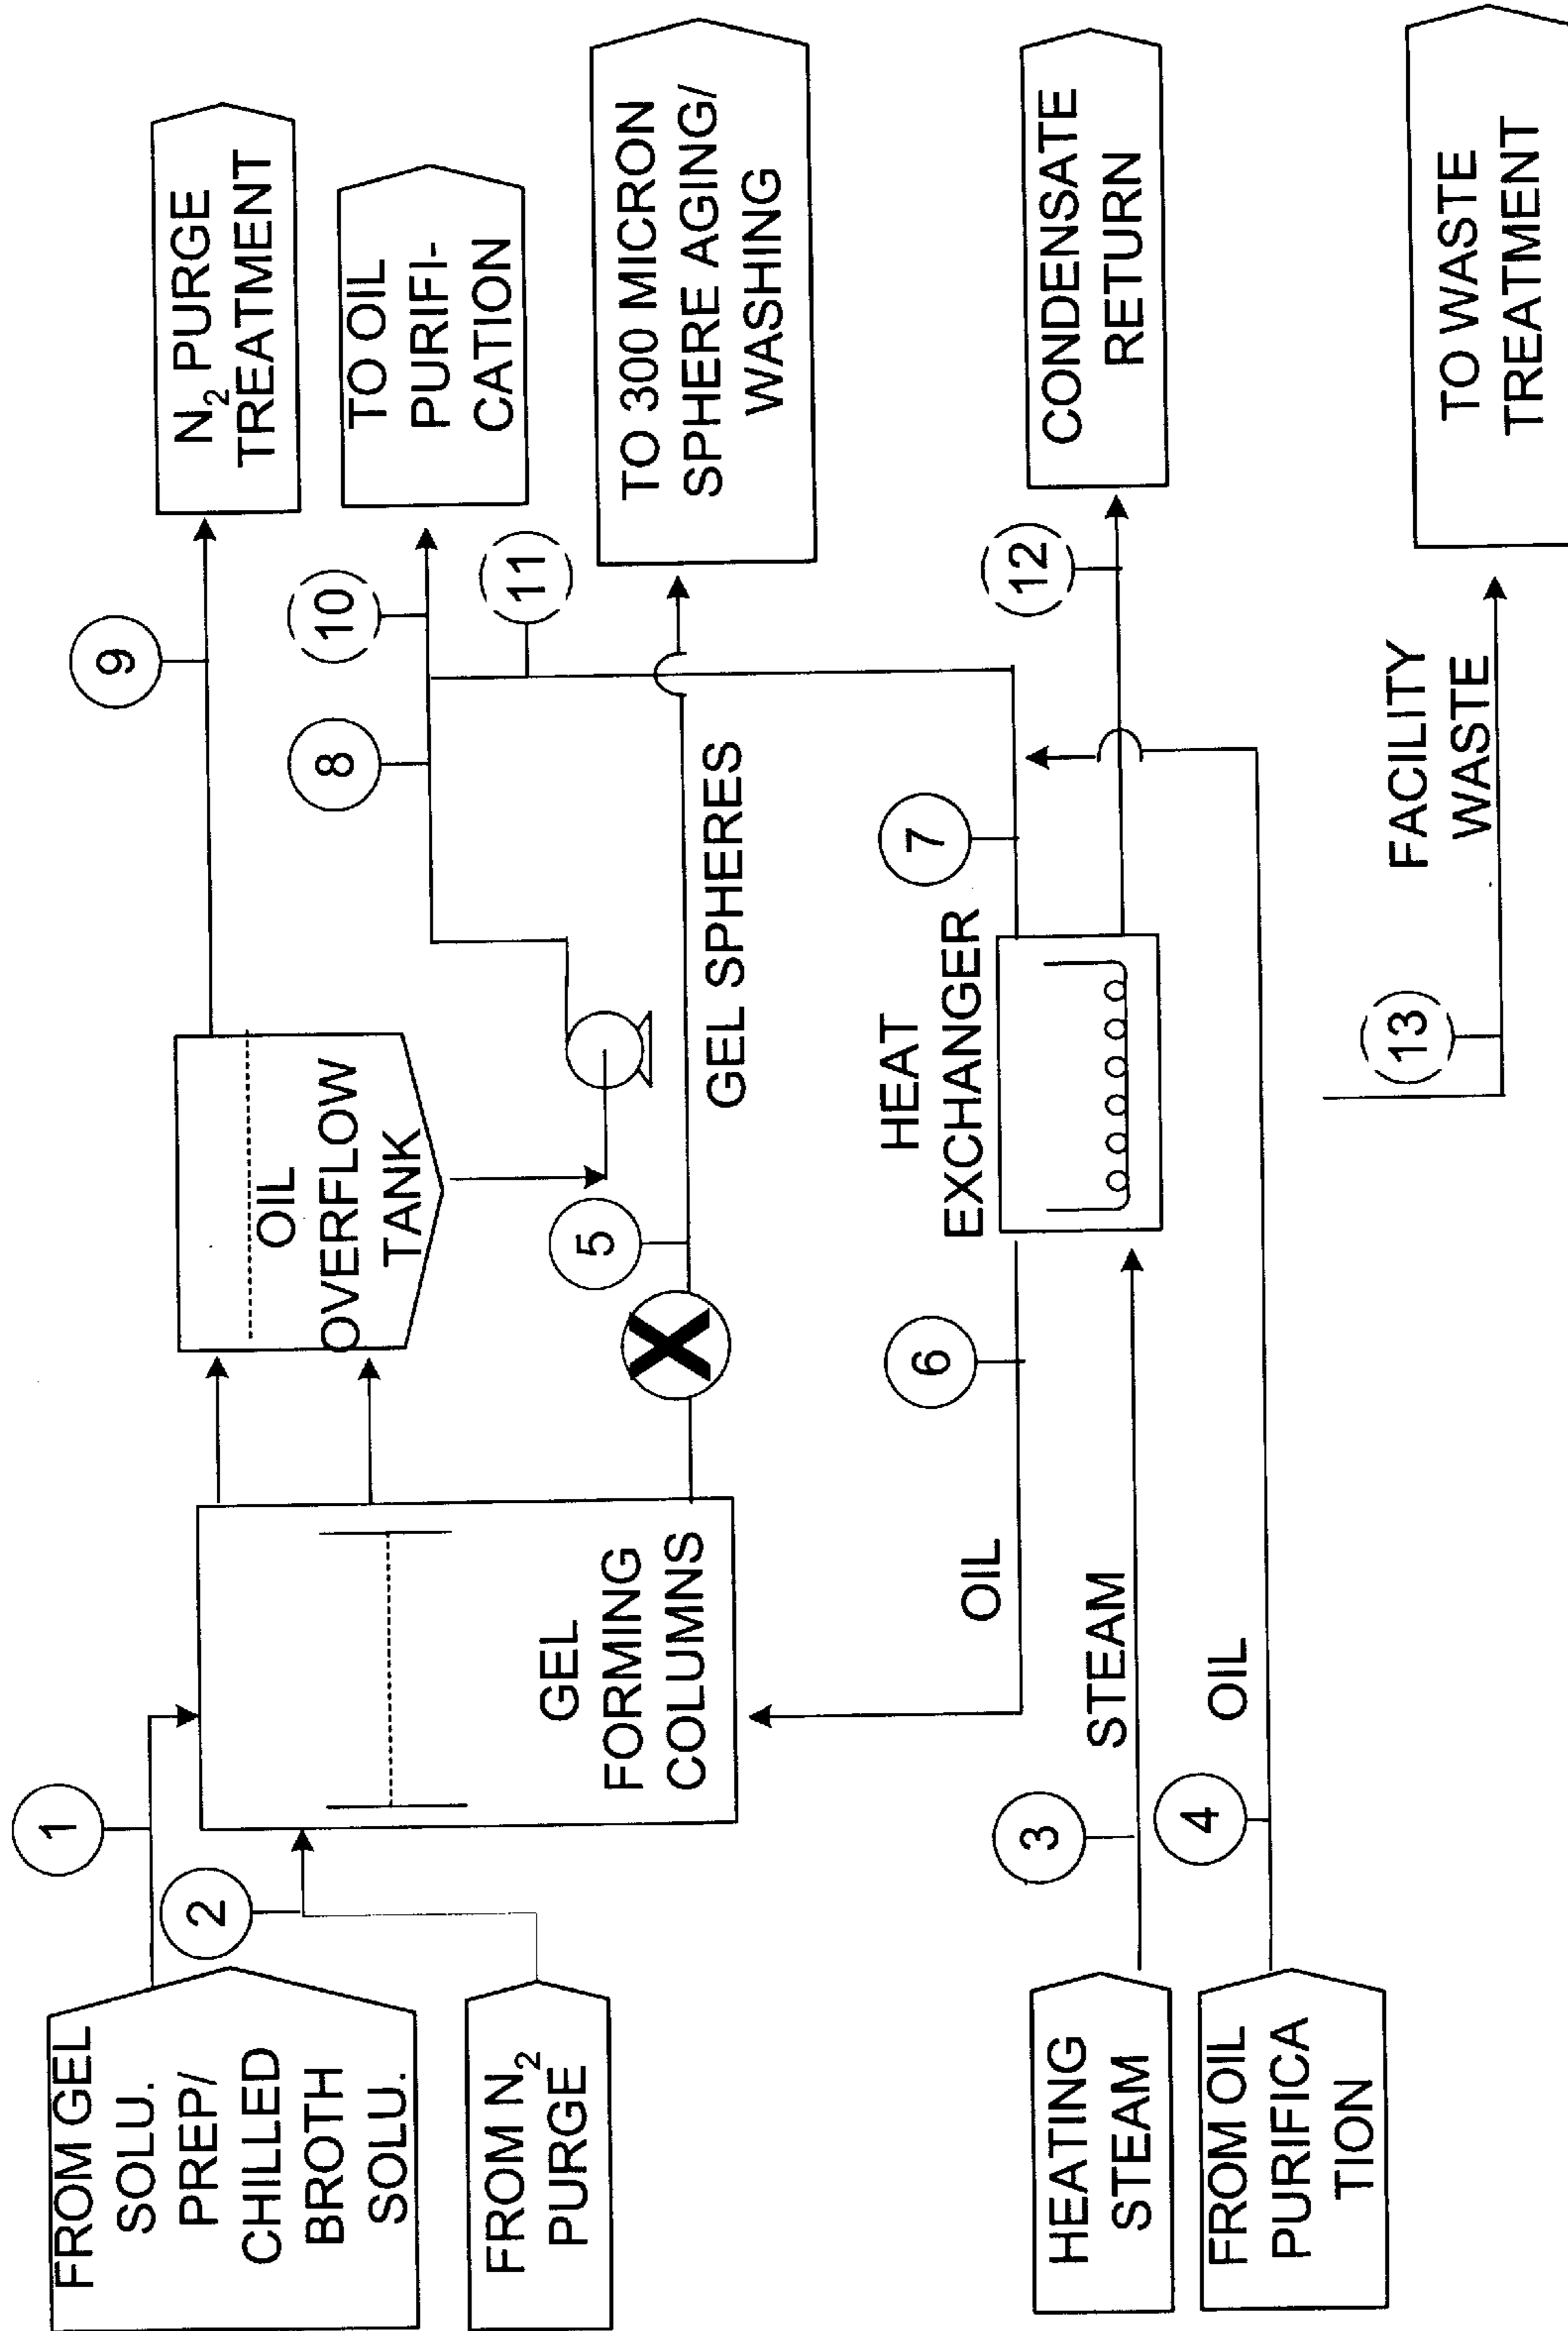 FROM GEL
SOLU.
PREP/
CHILLED
BROTH
SOLU.
1
2
FROM N₂
PURGE
GEL
FORMING
COLUMNS
OIL
OVERFLOW
TANK
9
N₂ PURGE
TREATMENT
8
10
TO OIL
PURIFI-
CATION
11
5
X
GEL SPHERES
TO 300 MICRON
SPHERE AGING/
WASHING
HEATING
STEAM
3
STEAM
OIL
6
HEAT
EXCHANGER
7
12
CONDENSATE
RETURN
FROM OIL
PURIFICA
TION
4
OIL
13
FACILITY
WASTE
TO WASTE
TREATMENT